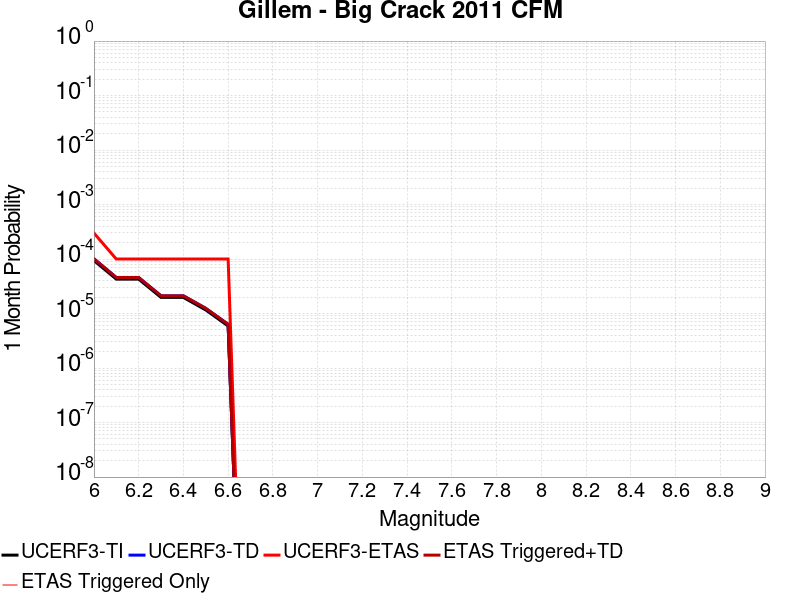 Gillem - Big Crack 2011 CFM
10^0
10^-1
10^-2
10^-3
10^-4
10^-5
10^-6
10^-7
10^-8
1 Month Probability
6 6.2 6.4 6.6 6.8 7 7.2 7.4 7.6 7.8 8 8.2 8.4 8.6 8.8 9
Magnitude
UCERF3-TI UCERF3-TD UCERF3-ETAS ETAS Triggered+TD
ETAS Triggered Only